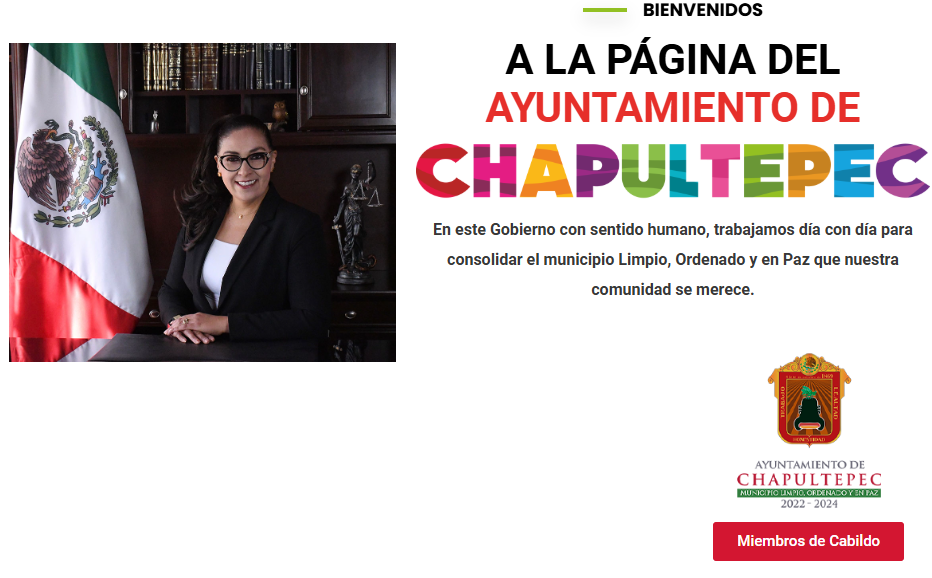 BIENVENIDOS
A LA PÁGINA DEL
AYUNTAMIENTO DE
CHAPULTEPEC
En este Gobierno con sentido humano, trabajamos día con día para
consolidar el municipio Limpio, Ordenado y en Paz que nuestra
comunidad se merece.
LEALTAD
AYUNTAMIENTO DE
CHAPULTEPEC
MUNICIPIO LIMPIO, ORDENADO Y EN PAZ
2022 - 2024
Miembros de Cabildo